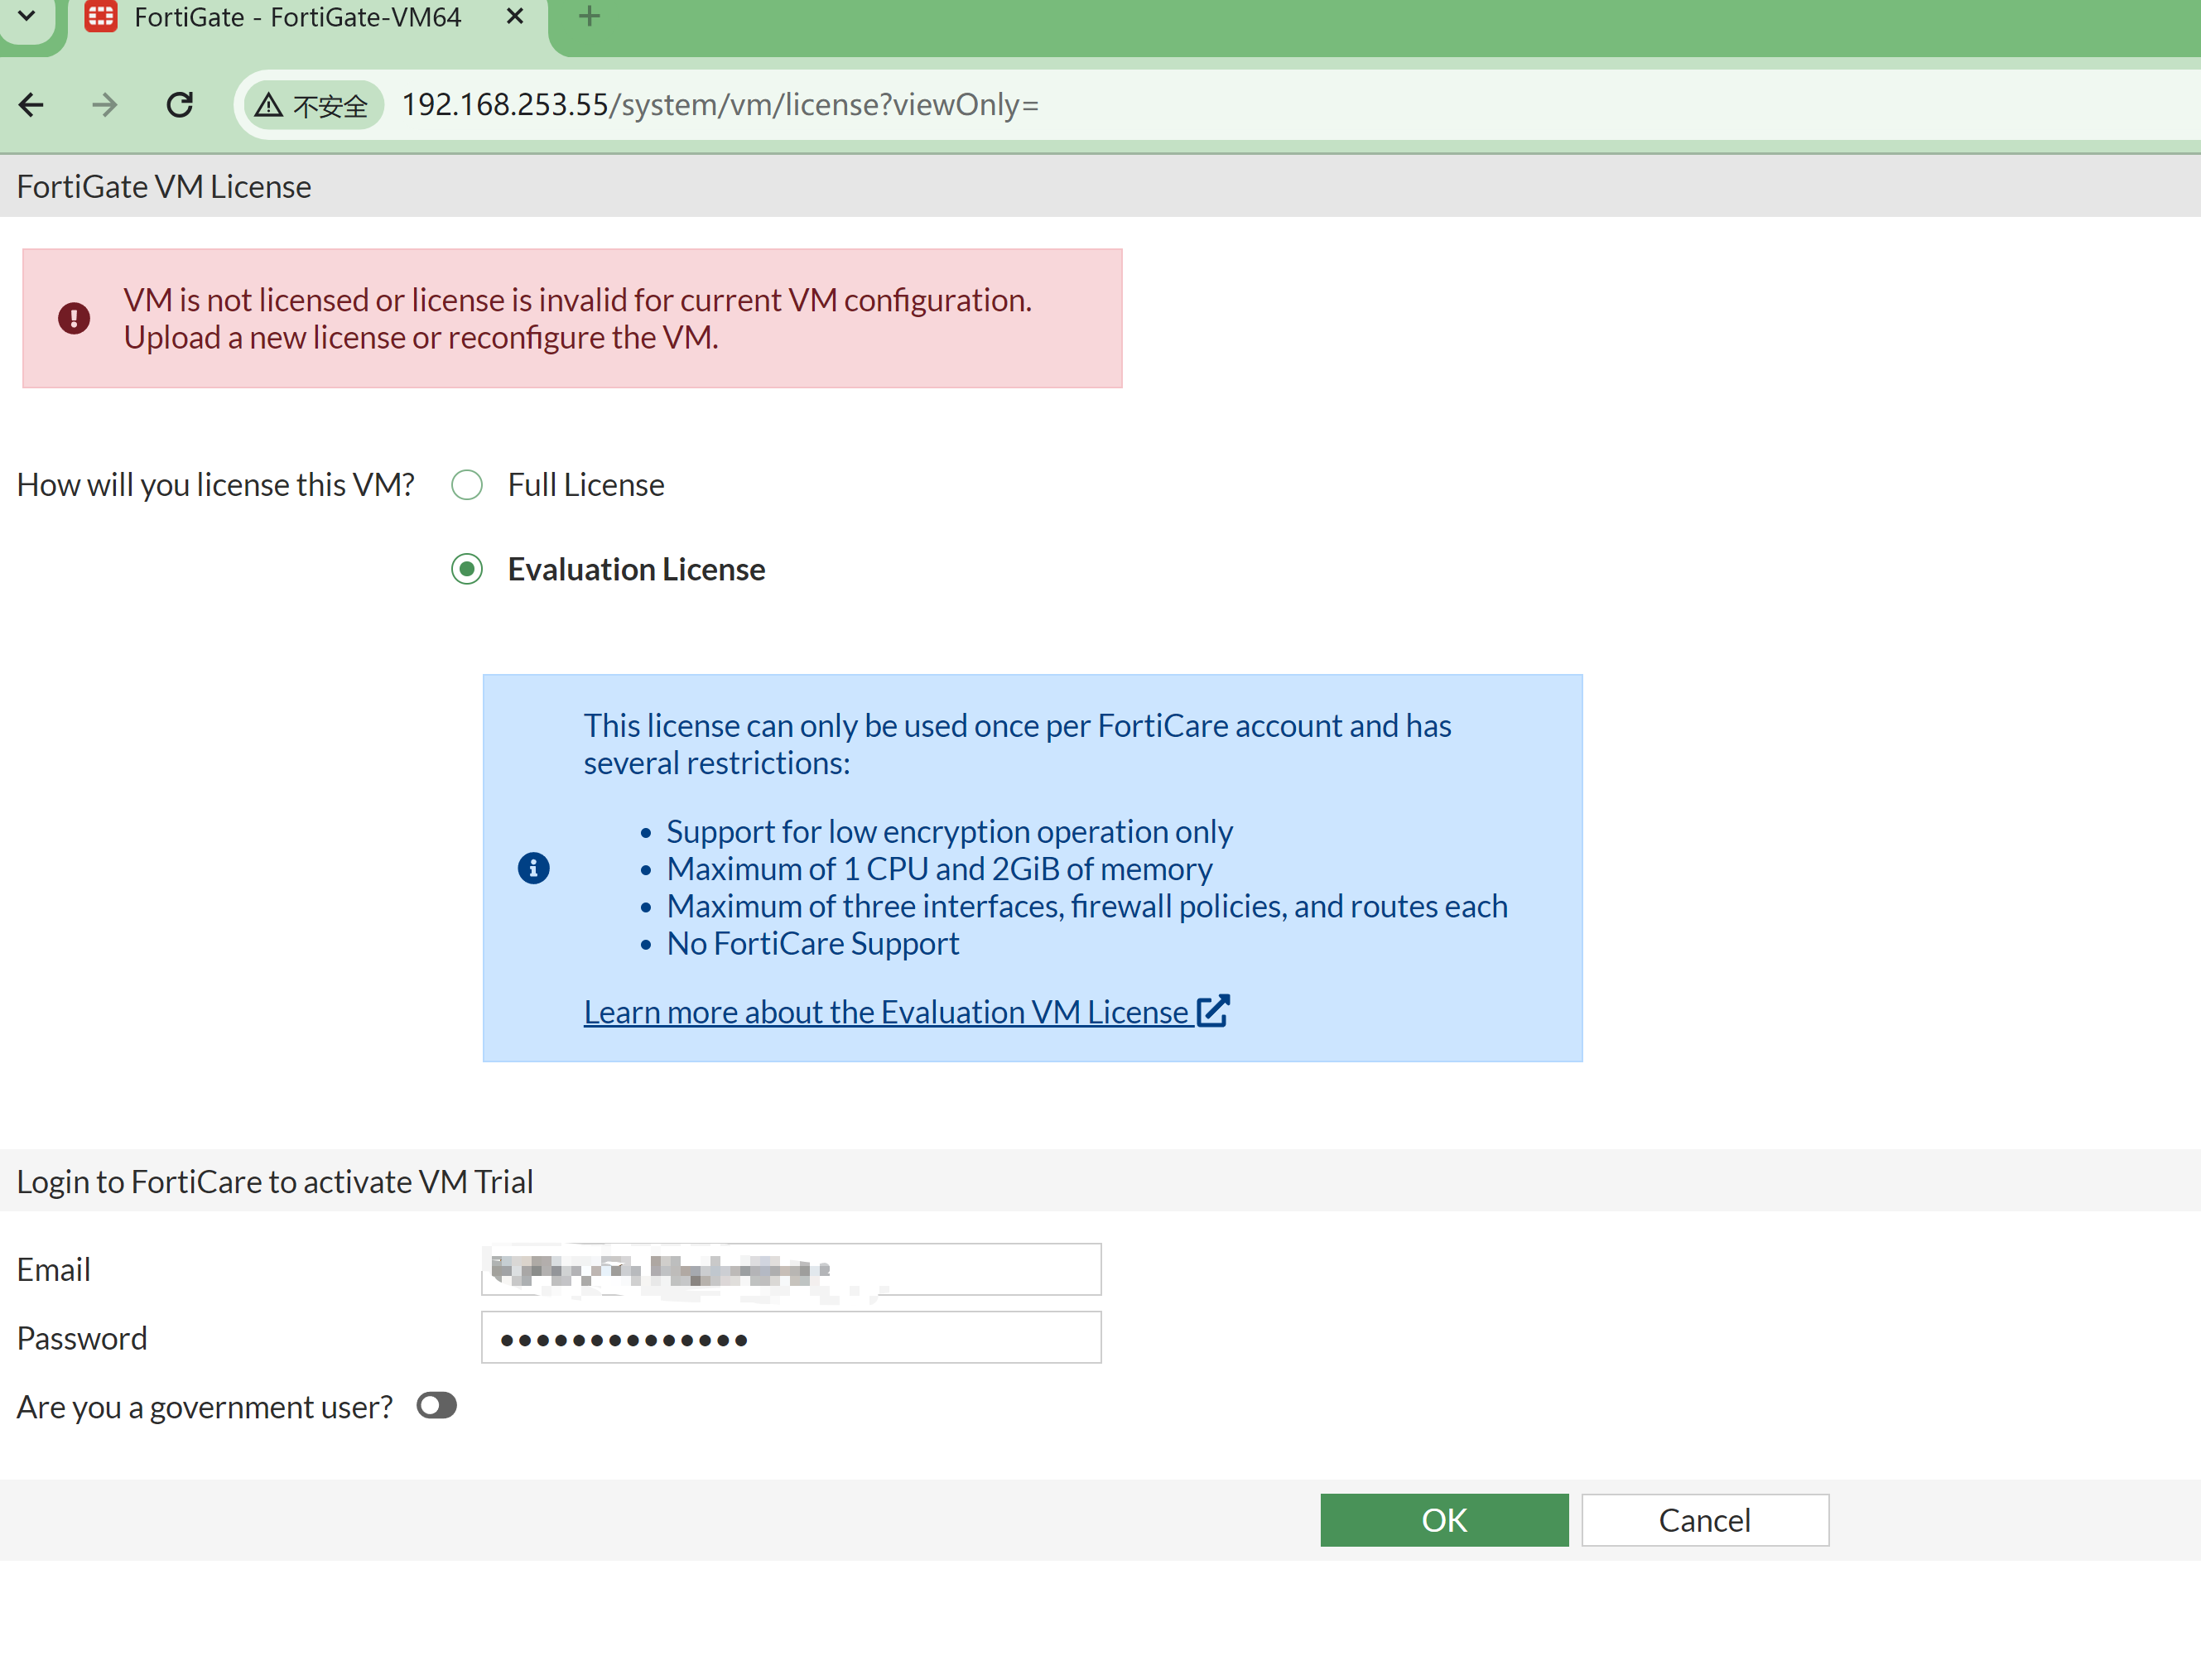 FortiGate - FortiGate-VM64
不安全 192.168.253.55/system/vm/license?viewOnly=
FortiGate VM License
VM is not licensed or license is invalid for current VM configuration.
Upload a new license or reconfigure the VM.
How will you license this VM? Full License
Evaluation License
This license can only be used once per FortiCare account and has
several restrictions:
• Support for low encryption operation only
• Maximum of 1 CPU and 2GiB of memory
• Maximum of three interfaces, firewall policies, and routes each
• No FortiCare Support
Learn more about the Evaluation VM License
Login to FortiCare to activate VM Trial
Email
Password ••••••••••••••
Are you a government user?
OK Cancel